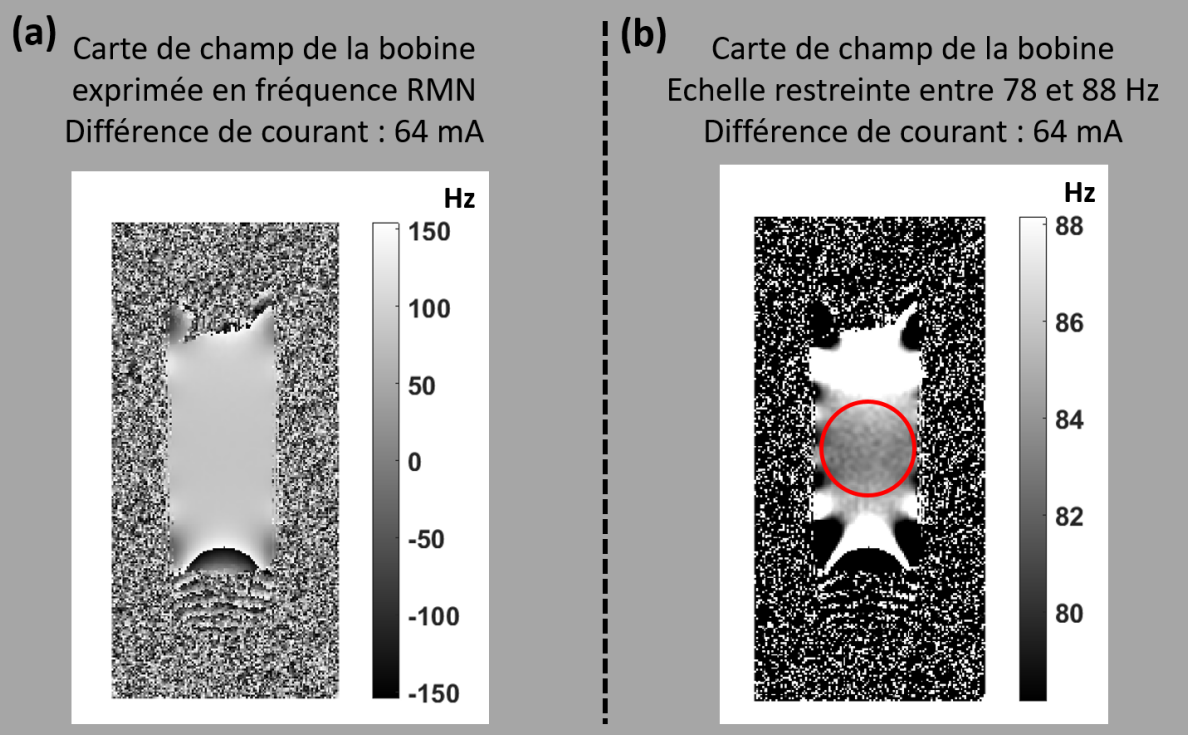 (a)
Carte de champ de la bobine
exprimée en fréquence RMN
Différence de courant : 64 mA
Hz
150
100
50
0
-50
-100
-150
(b)
Carte de champ de la bobine
Echelle restreinte entre 78 et 88 Hz
Différence de courant : 64 mA
Hz
88
86
84
82
80